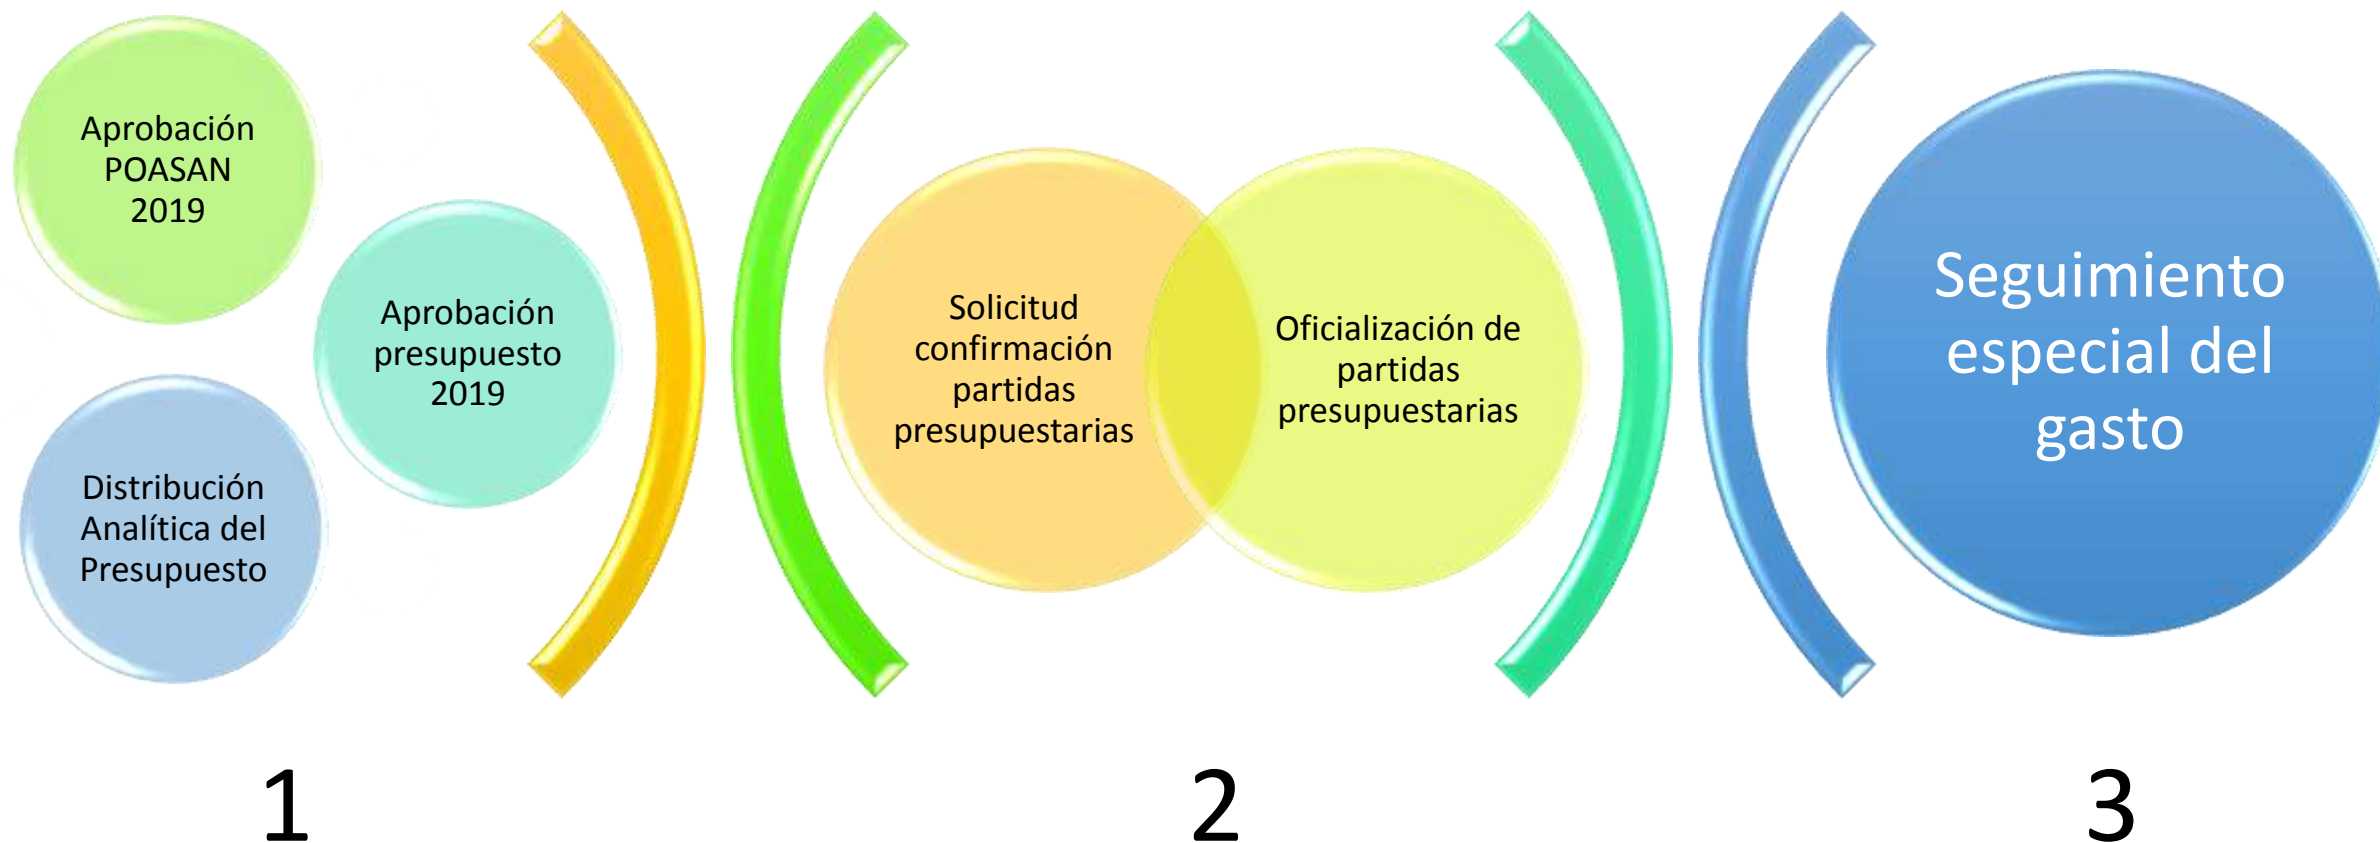 Aprobación
POASAN
2019
Aprobación
presupuesto
2019
Distribución
Analítica del
Presupuesto
Solicitud
confirmación
partidas
presupuestarias
Oficialización de
partidas
presupuestarias
Seguimiento
especial del
gasto
1
2
3